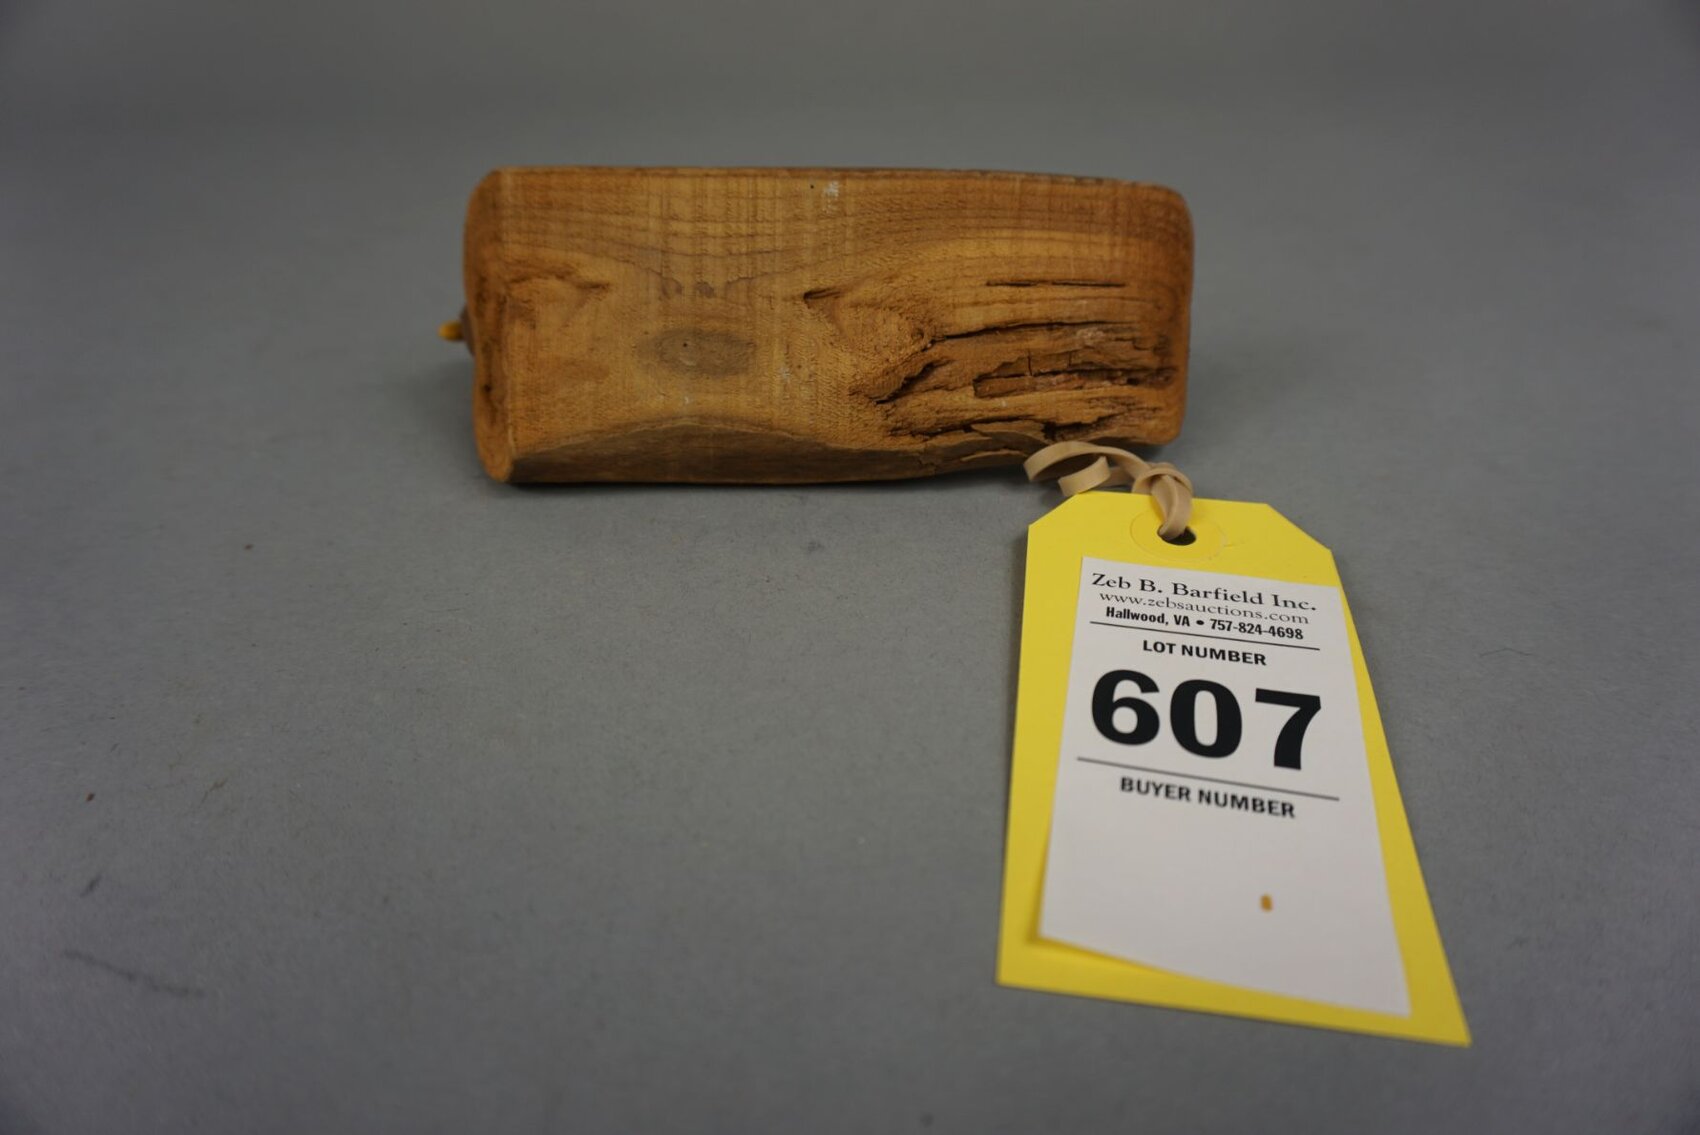 Zeb B. Barfield Inc.
www.zebsauctions.com
Hallwood, VA • 757-824-4698
LOT NUMBER
607
BUYER NUMBER